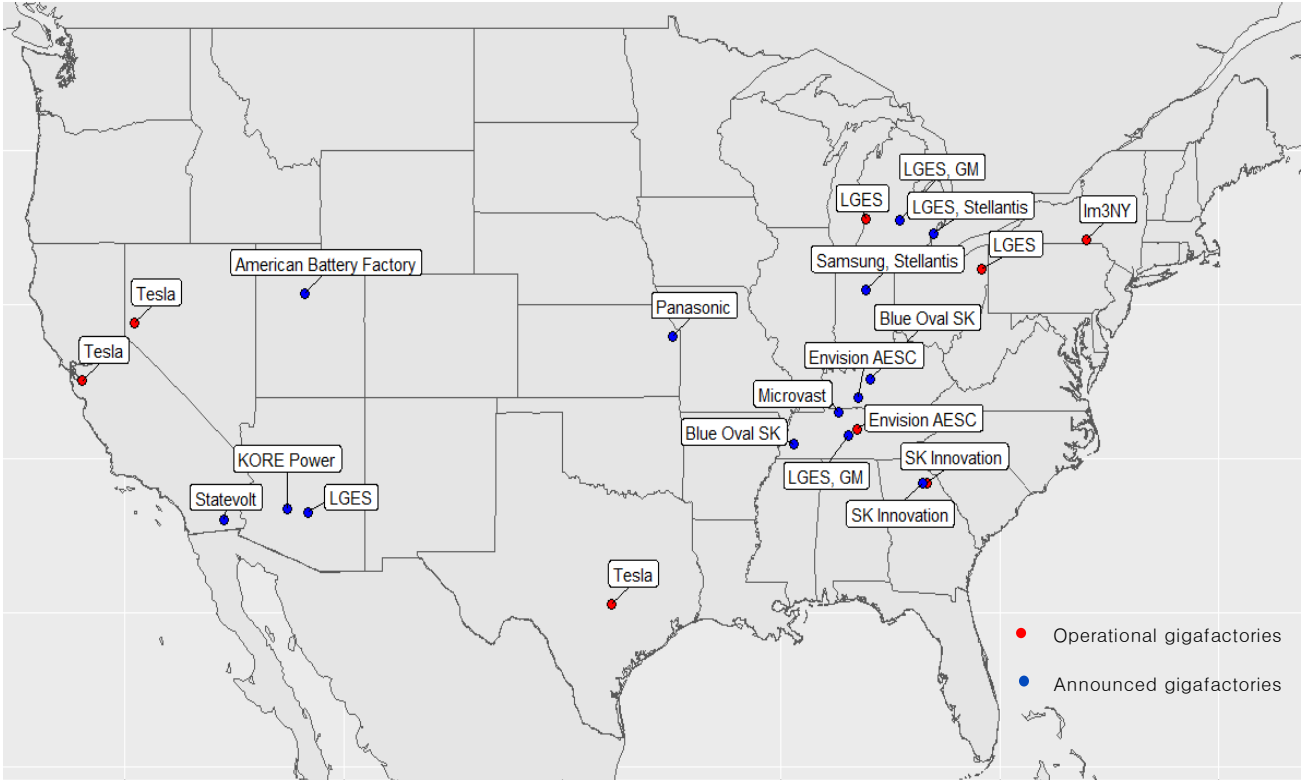 LGES, GM
LGES
LGES, Stellantis
Im3NY
LGES
American Battery Factory
Samsung, Stellantis
Tesla
Panasonic
Blue Oval SK
Tesla
Envision AESC
Microvast
Envision AESC
Blue Oval SK
KORE Power
SK Innovation
LGES, GM
Statevolt
LGES
SK Innovation
Tesla
Operational gigafactories
Announced gigafactories